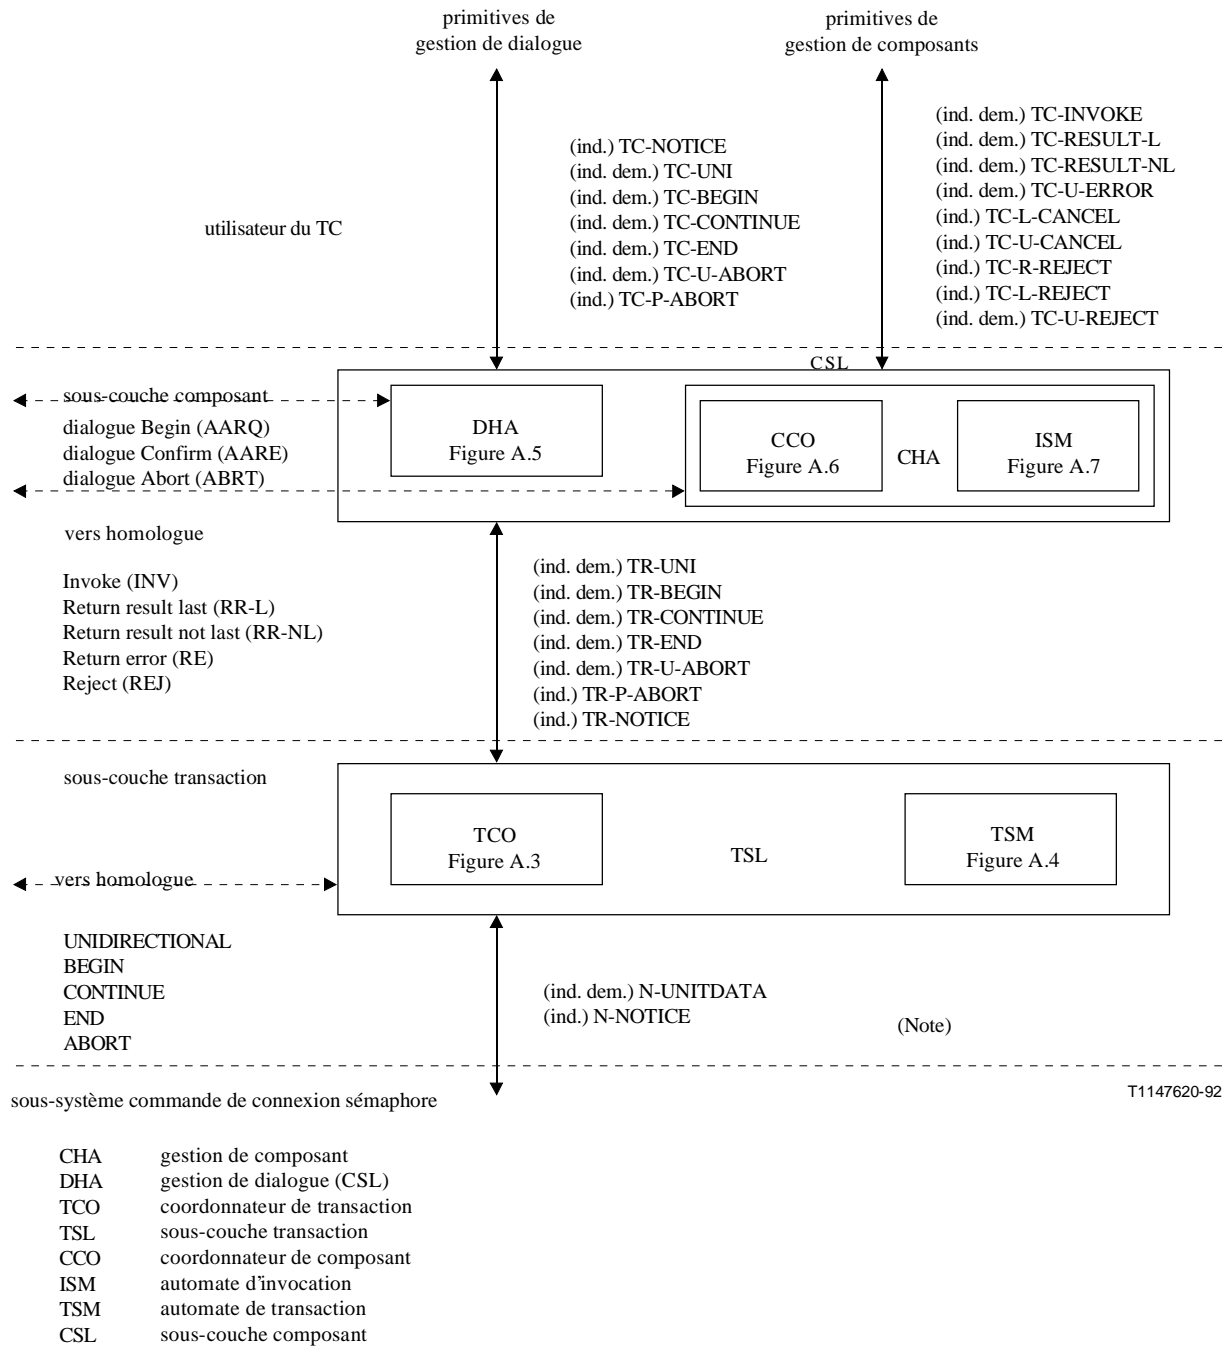 primitives de
gestion de dialogue
primitives de
gestion de composants
(ind.) TC-NOTICE
(ind. dem.) TC-UNI
(ind. dem.) TC-BEGIN
(ind. dem.) TC-CONTINUE
(ind. dem.) TC-END
(ind. dem.) TC-U-ABORT
(ind.) TC-P-ABORT
(ind. dem.) TC-INVOKE
(ind. dem.) TC-RESULT-L
(ind. dem.) TC-RESULT-NL
(ind. dem.) TC-U-ERROR
(ind.) TC-L-CANCEL
(ind.) TC-U-CANCEL
(ind.) TC-R-REJECT
(ind.) TC-L-REJECT
(ind. dem.) TC-U-REJECT
utilisateur du TC
CSL
sous-couche composant
dialogue Begin (AARQ)
dialogue Confirm (AARE)
dialogue Abort (ABRT)
DHA
Figure A.5
CCO
Figure A.6
CHA
ISM
Figure A.7
vers homologue
Invoke (INV)
Return result last (RR-L)
Return result not last (RR-NL)
Return error (RE)
Reject (REJ)
(ind. dem.) TR-UNI
(ind. dem.) TR-BEGIN
(ind. dem.) TR-CONTINUE
(ind. dem.) TR-END
(ind. dem.) TR-U-ABORT
(ind.) TR-P-ABORT
(ind.) TR-NOTICE
sous-couche transaction
TCO
Figure A.3
TSL
TSM
Figure A.4
vers homologue
UNIDIRECTIONAL
BEGIN
CONTINUE
END
ABORT
(ind. dem.) N-UNITDATA
(ind.) N-NOTICE
(Note)
T1147620-92
sous-système commande de connexion sémaphore
CHA gestion de composant
DHA gestion de dialogue (CSL)
TCO coordonnateur de transaction
TSL sous-couche transaction
CCO coordonnateur de composant
ISM automate d'invocation
TSM automate de transaction
CSL sous-couche composant